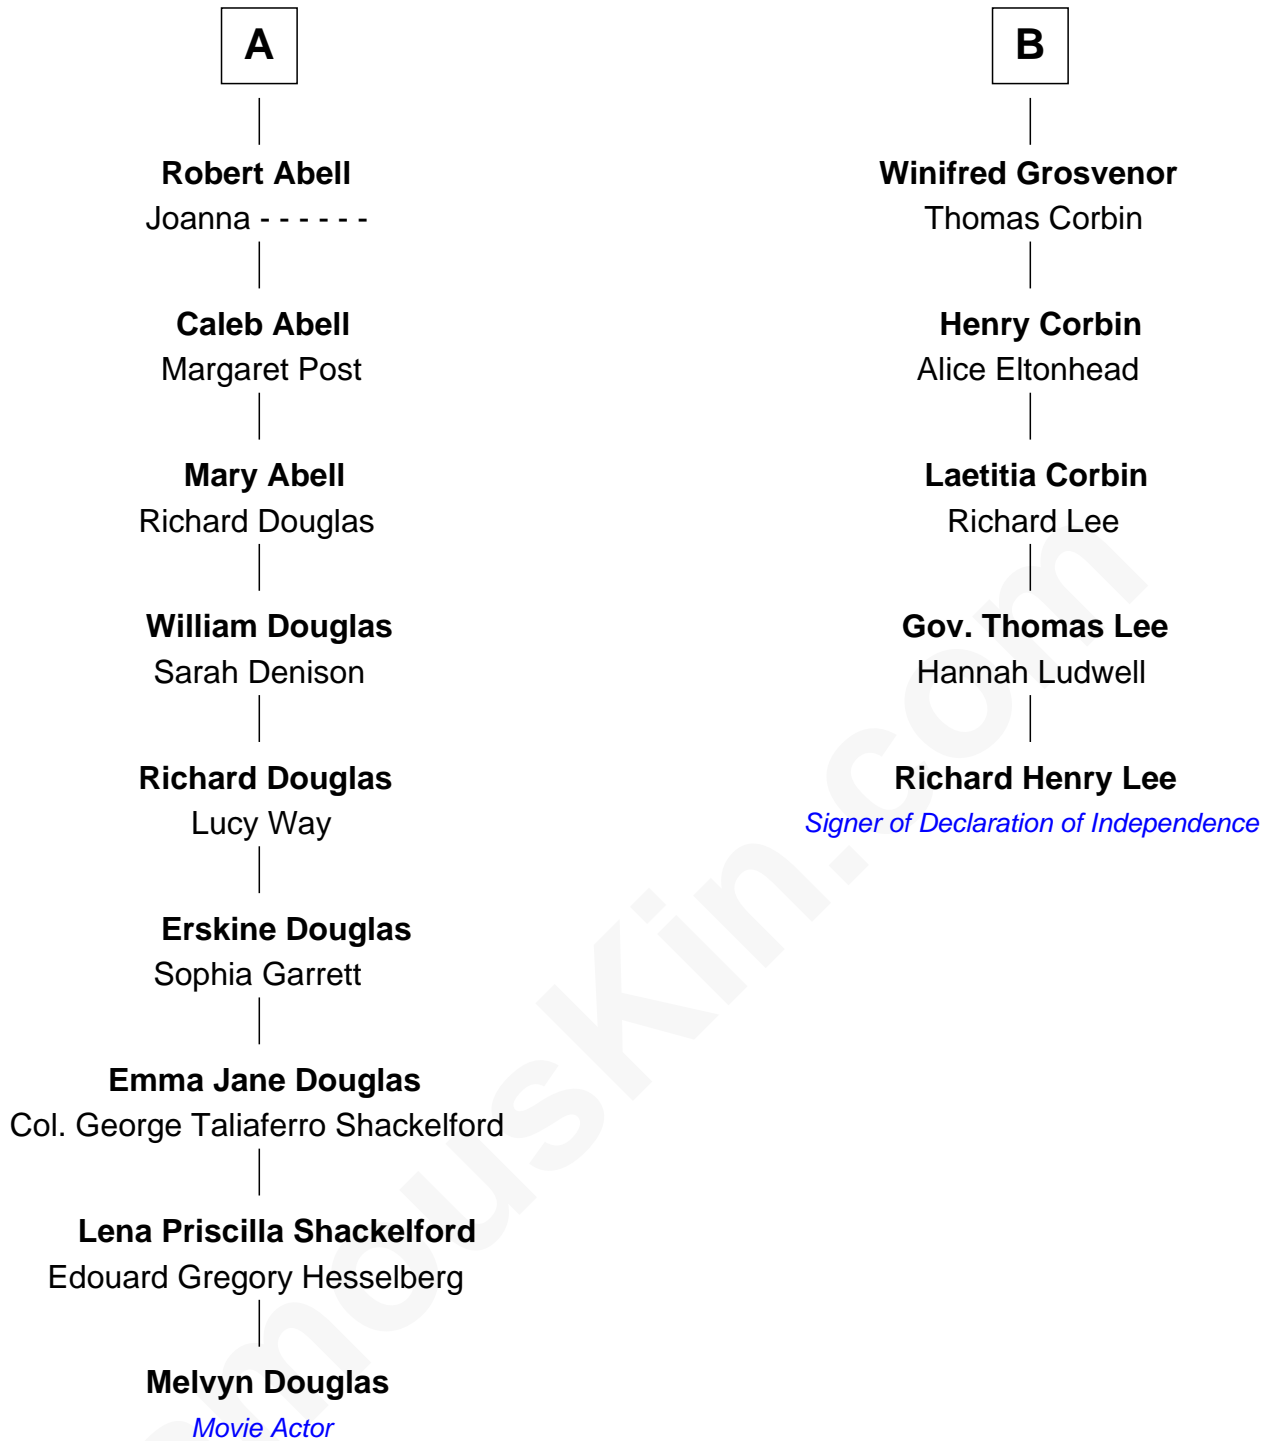 A
Robert Abell
Joanna - - - - - -
Caleb Abell
Margaret Post
Mary Abell
Richard Douglas
William Douglas
Sarah Denison
Richard Douglas
Lucy Way
Erskine Douglas
Sophia Garrett
Emma Jane Douglas
Col. George Taliaferro Shackelford
Lena Priscilla Shackelford
Edouard Gregory Hesselberg
Melvyn Douglas
Movie Actor
B
Winifred Grosvenor
Thomas Corbin
Henry Corbin
Alice Eltonhead
Laetitia Corbin
Richard Lee
Gov. Thomas Lee
Hannah Ludwell
Richard Henry Lee
Signer of Declaration of Independence
mousKin.com